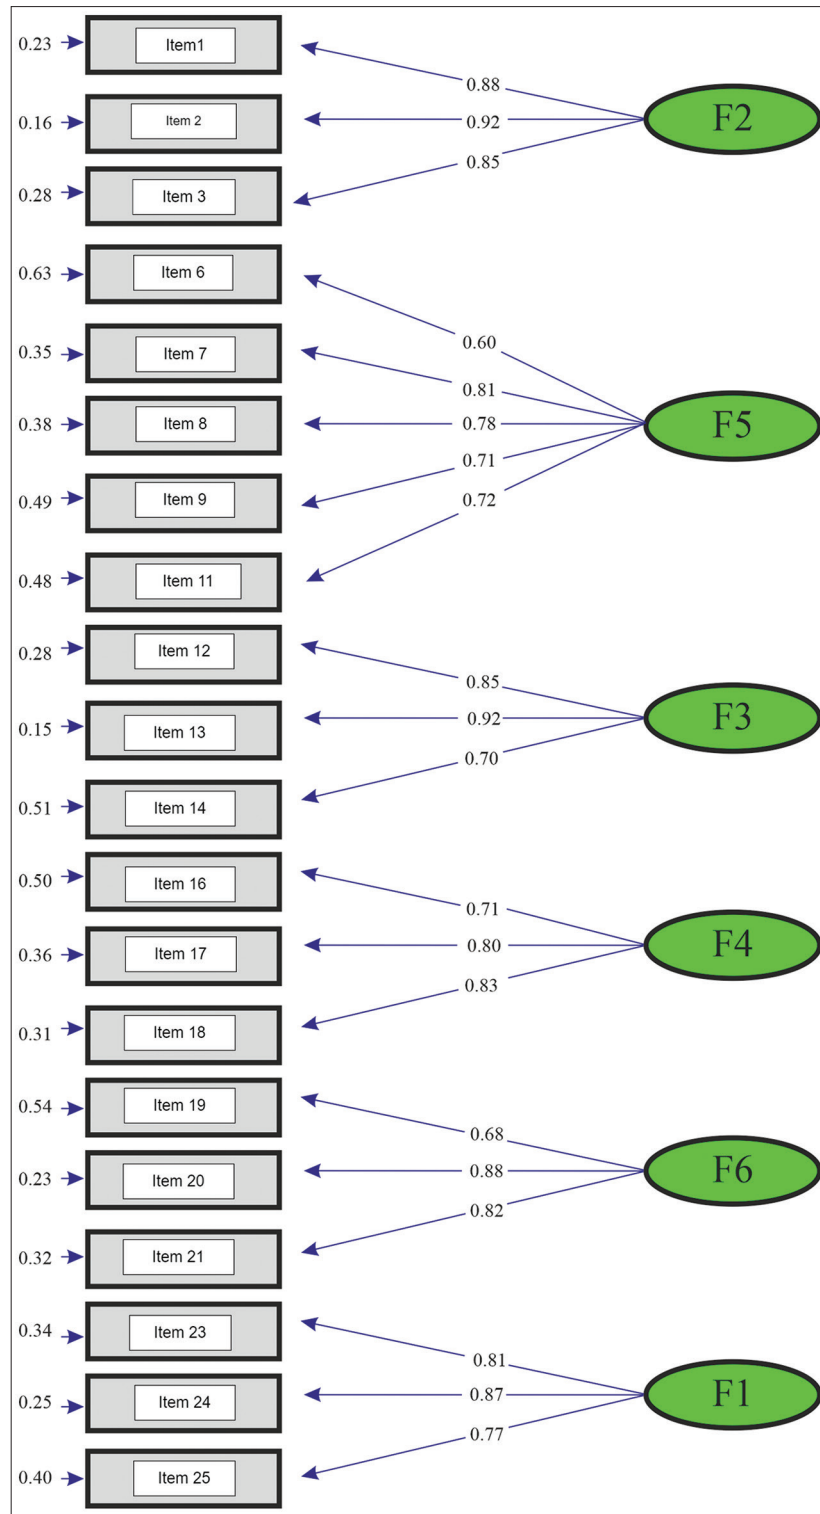 0.23 Item1
0.88
F2
0.16 Item 2
0.92
0.85
0.28 Item 3
0.63 Item 6
0.60
0.35 Item 7
0.81
0.38 Item 8
0.78
F5
0.71
0.49 Item 9
0.72
0.48 Item 11
0.28 Item 12
0.85
0.15 Item 13
0.92
F3
0.70
0.51 Item 14
0.50 Item 16
0.71
0.36 Item 17
0.80
F4
0.83
0.31 Item 18
0.54 Item 19
0.68
0.23 Item 20
0.88
F6
0.82
0.32 Item 21
0.34 Item 23
0.81
0.25 Item 24
0.87
F1
0.77
0.40 Item 25